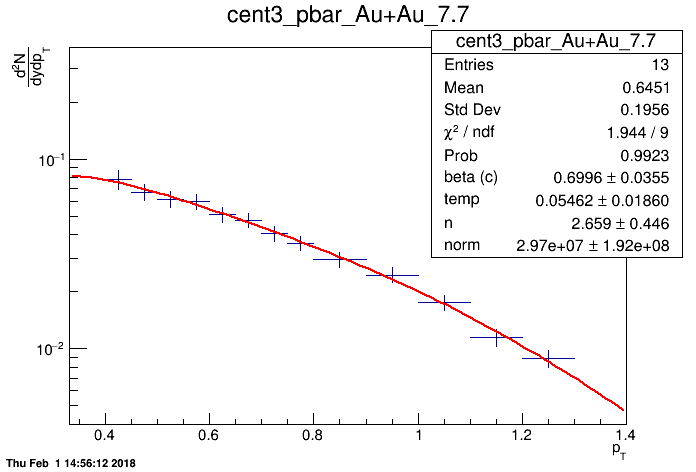 cent3_pbar_Au+Au_7.7
d²N
dydp_T
cent3_pbar_Au+Au_7.7
Entries 13
Mean 0.6451
Std Dev 0.1956
χ² / ndf 1.944 / 9
Prob 0.9923
beta (c) 0.6996 ± 0.0355
temp 0.05462 ± 0.01860
n 2.659 ± 0.446
norm 2.97e+07 ± 1.92e+08
10⁻¹
10⁻²
0.4 0.6 0.8 1 1.2 1.4
p_T
Thu Feb 1 14:56:12 2018